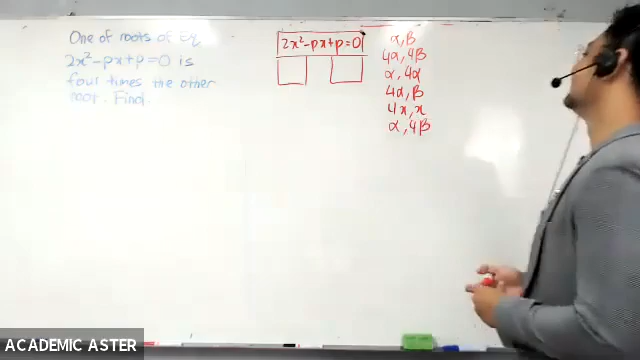 One of roots of Eq
2x² - px + p = 0 is
four times the other
root. Find.
2x² - px + p = 0
α, β
4α, 4β
α, 4α
4α, β
4x, x
α, 4β
ACADEMIC ASTER